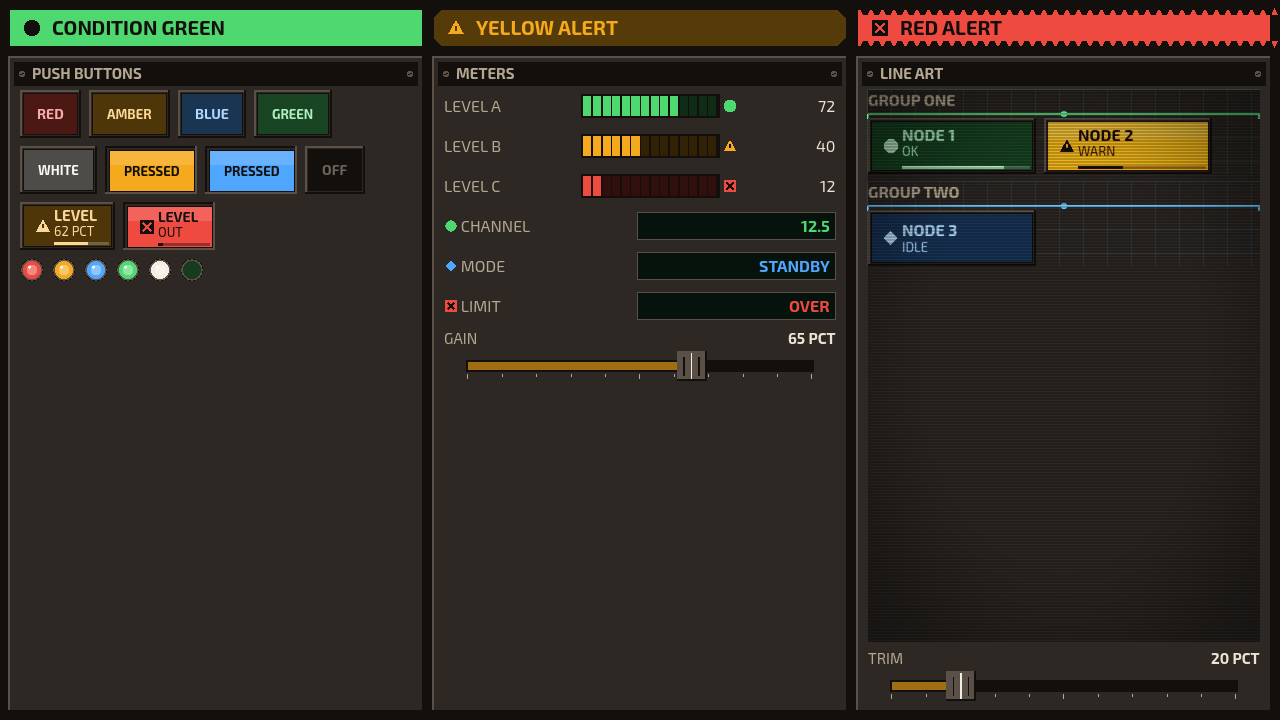 CONDITION GREEN
YELLOW ALERT
RED ALERT
PUSH BUTTONS
RED
AMBER
BLUE
GREEN
WHITE
PRESSED
PRESSED
OFF
LEVEL
62 PCT
LEVEL
OUT
METERS
LEVEL A
72
LEVEL B
40
LEVEL C
12
CHANNEL
12.5
MODE
STANDBY
LIMIT
OVER
GAIN
65 PCT
LINE ART
GROUP ONE
NODE 1
OK
NODE 2
WARN
GROUP TWO
NODE 3
IDLE
TRIM
20 PCT